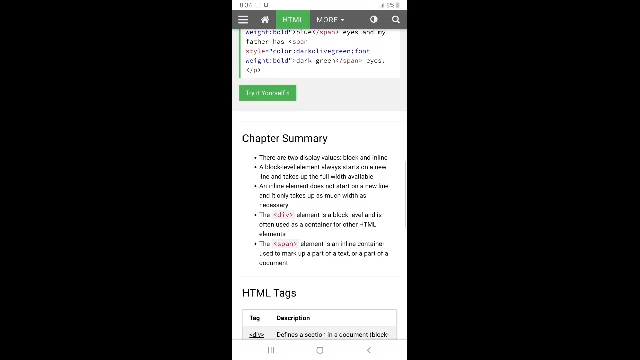 8:04
5%
HTML MORE
weight:bold">blue</span> eyes and my
father has <span
style="color:darkolivegreen;font-
weight:bold">dark green</span> eyes.
</p>
Try it Yourself »
Chapter Summary
• There are two display values: block and inline
• A block-level element always starts on a new
line and takes up the full width available
• An inline element does not start on a new line
and it only takes up as much width as
necessary
• The <div> element is a block-level and is
often used as a container for other HTML
elements
• The <span> element is an inline container
used to mark up a part of a text, or a part of a
document
HTML Tags
Tag Description
<div> Defines a section in a document (block-